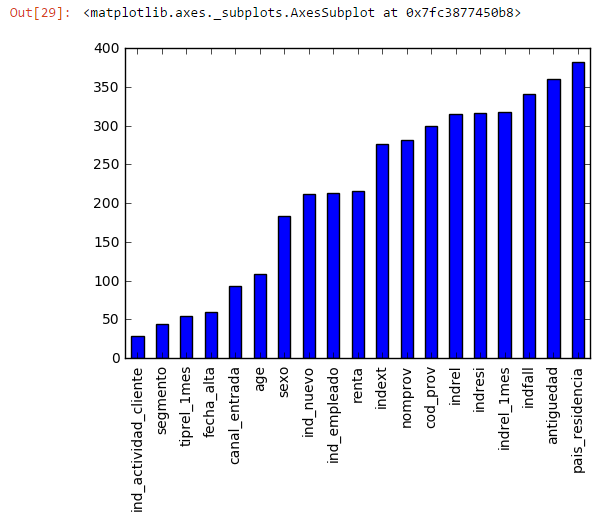 Out[29]: <matplotlib.axes._subplots.AxesSubplot at 0x7fc3877450b8>
400
350
300
250
200
150
100
50
0
ind_actividad_cliente
segmento
tiprel_1mes
fecha_alta
canal_entrada
age
sexo
ind_nuevo
ind_empleado
renta
indext
nomprov
cod_prov
indrel
indresi
indrel_1mes
indfall
antiguedad
pais_residencia